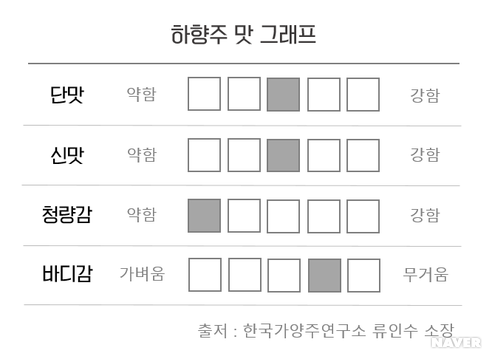 하향주 맛 그래프
단맛 약함 강함
신맛 약함 강함
청량감 약함 강함
바디감 가벼움 무거움
출처 : 한국가양주연구소 류인수 소장
NAVER